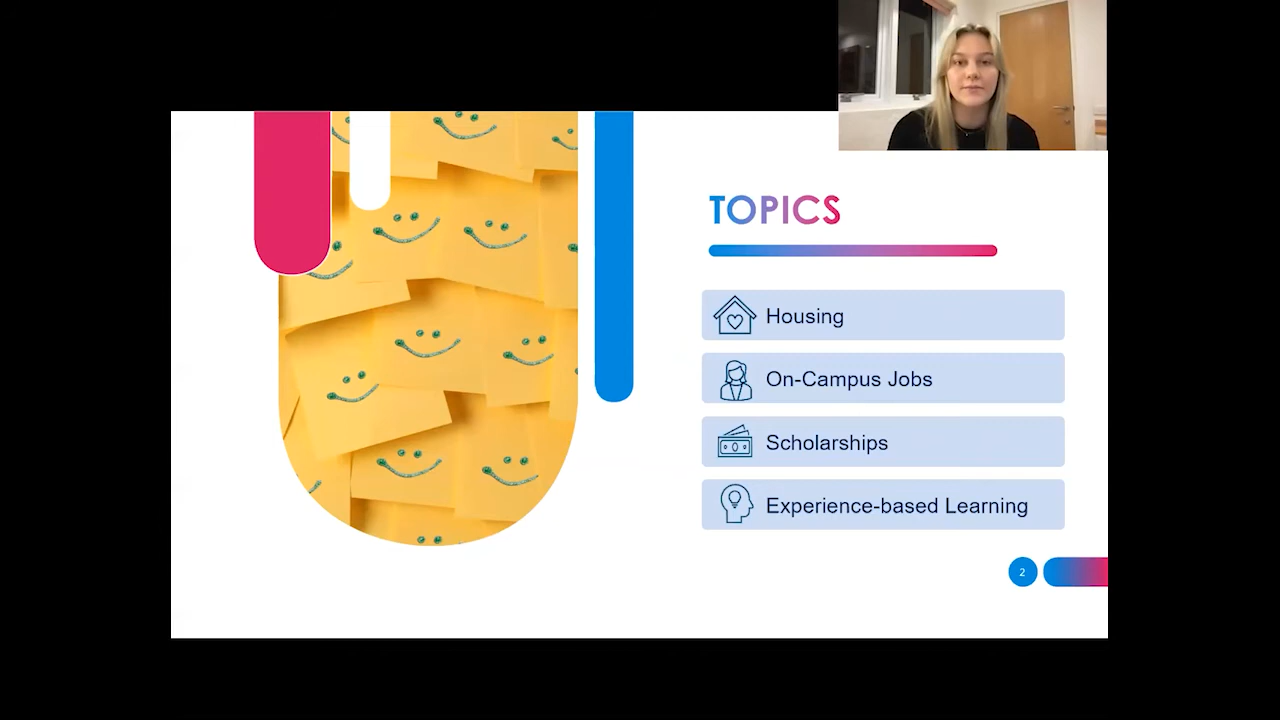 TOPICS
Housing
On-Campus Jobs
Scholarships
Experience-based Learning
2